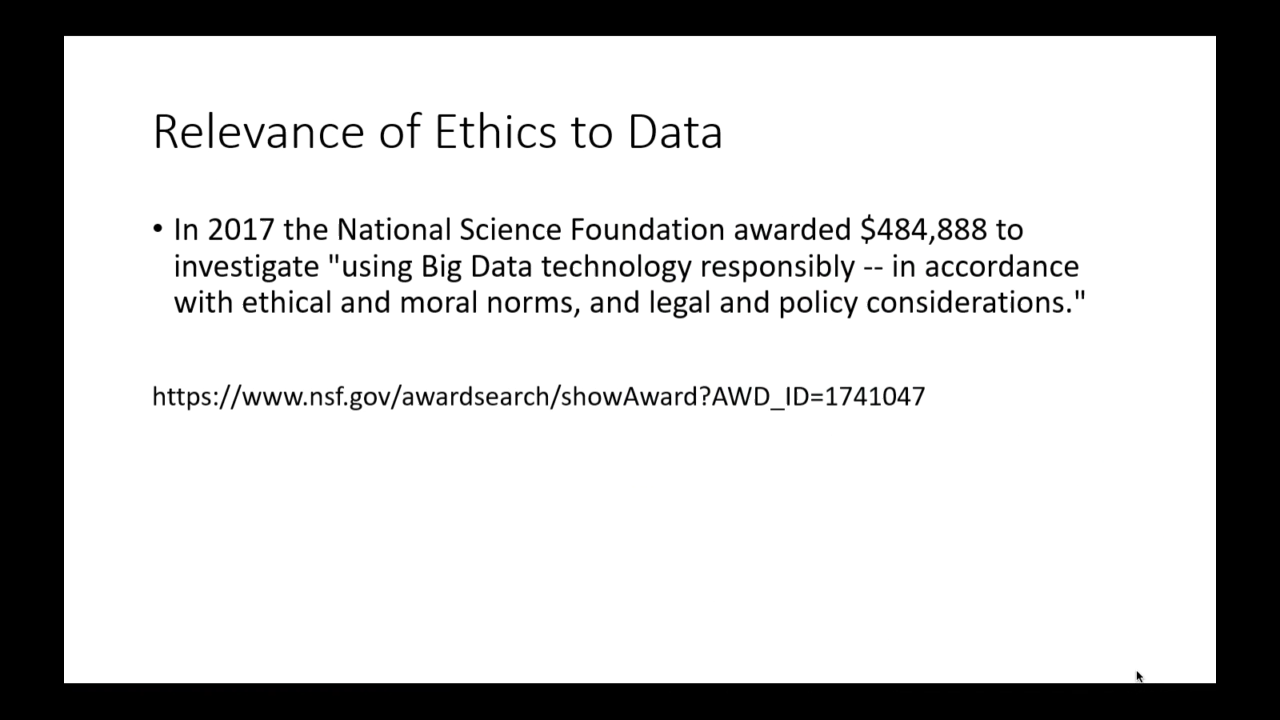 Relevance of Ethics to Data
• In 2017 the National Science Foundation awarded $484,888 to
investigate "using Big Data technology responsibly -- in accordance
with ethical and moral norms, and legal and policy considerations."
https://www.nsf.gov/awardsearch/showAward?AWD_ID=1741047